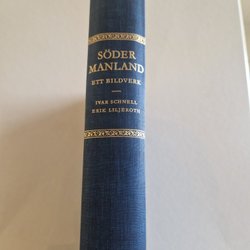 SÖDER
MANLAND
ETT BILDVERK
IVAR SCHNELL
ERIK LILJEROTH